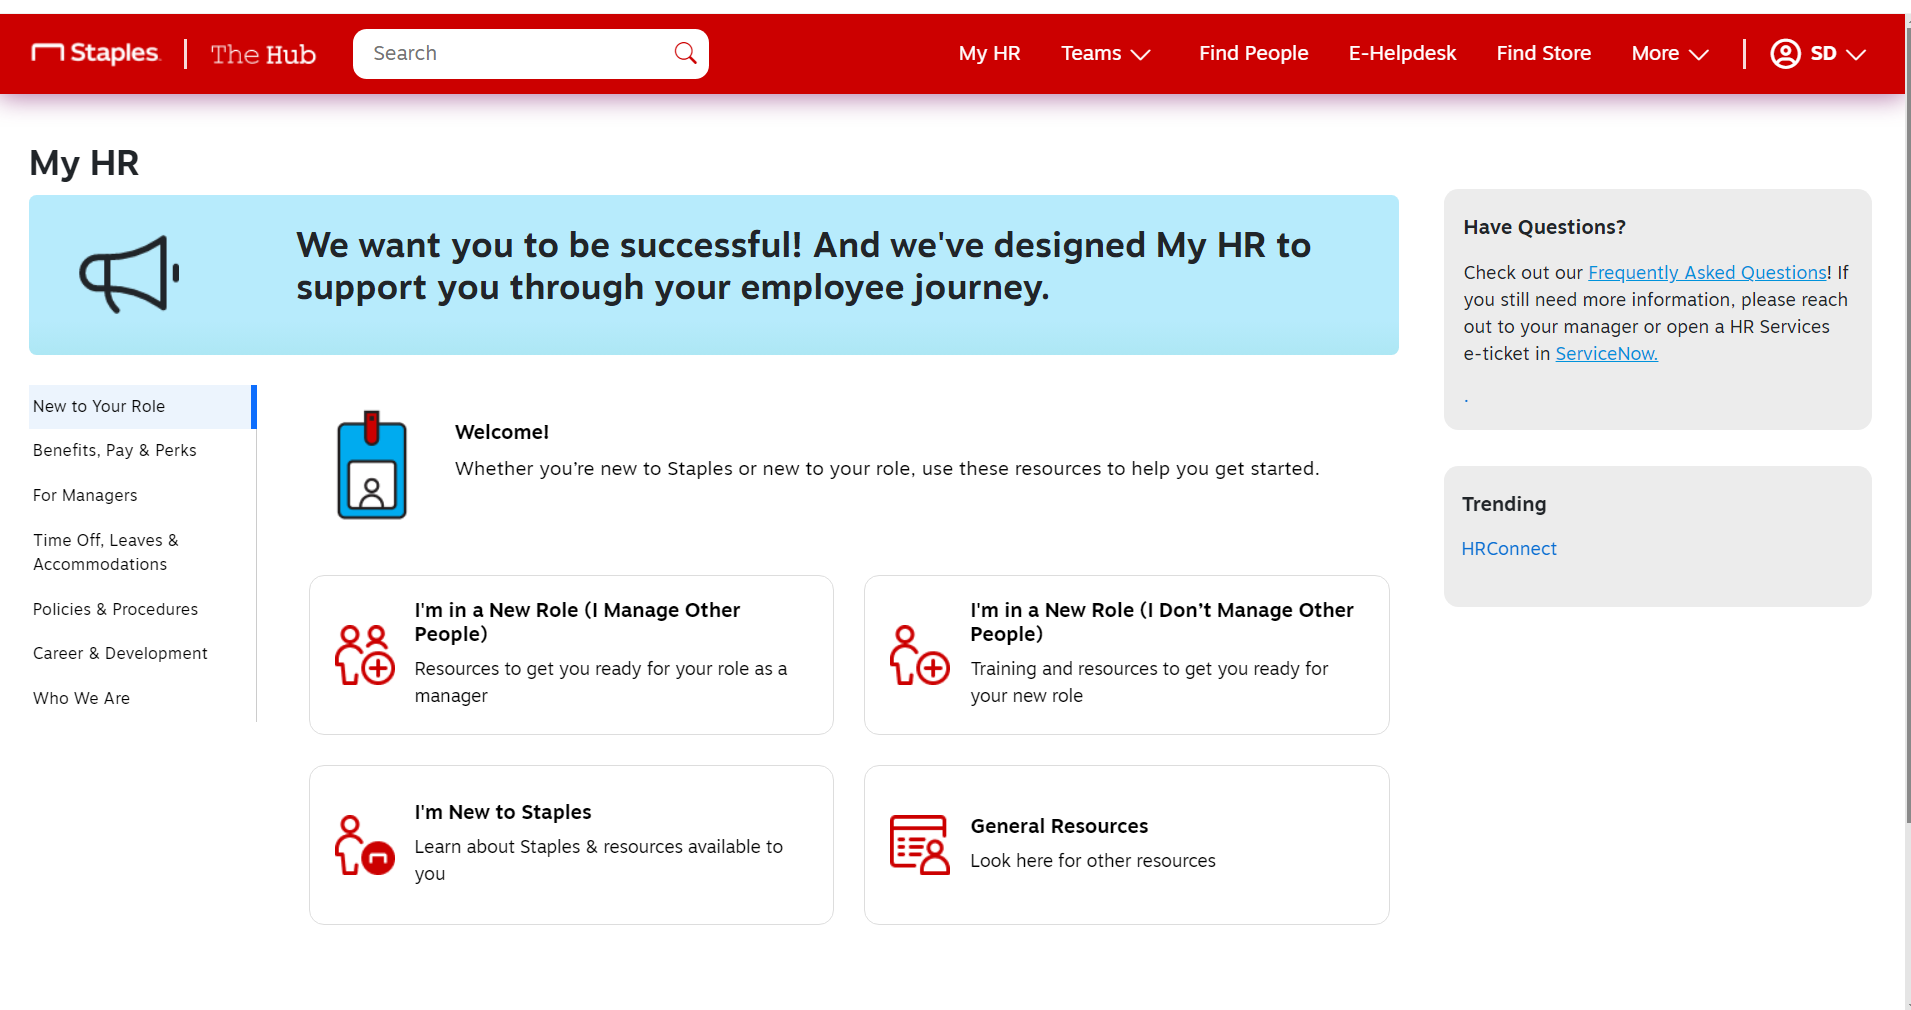 Staples
The Hub
Search
My HR
Teams
Find People
E-Helpdesk
Find Store
More
SD
My HR
We want you to be successful! And we've designed My HR to
support you through your employee journey.
New to Your Role
Benefits, Pay & Perks
For Managers
Time Off, Leaves &
Accommodations
Policies & Procedures
Career & Development
Who We Are
Welcome!
Whether you’re new to Staples or new to your role, use these resources to help you get started.
I'm in a New Role (I Manage Other
People)
Resources to get you ready for your role as a
manager
I'm in a New Role (I Don’t Manage Other
People)
Training and resources to get you ready for
your new role
I'm New to Staples
Learn about Staples & resources available to
you
General Resources
Look here for other resources
Have Questions?
Check out our Frequently Asked Questions! If
you still need more information, please reach
out to your manager or open a HR Services
e-ticket in ServiceNow.
.
Trending
HRConnect